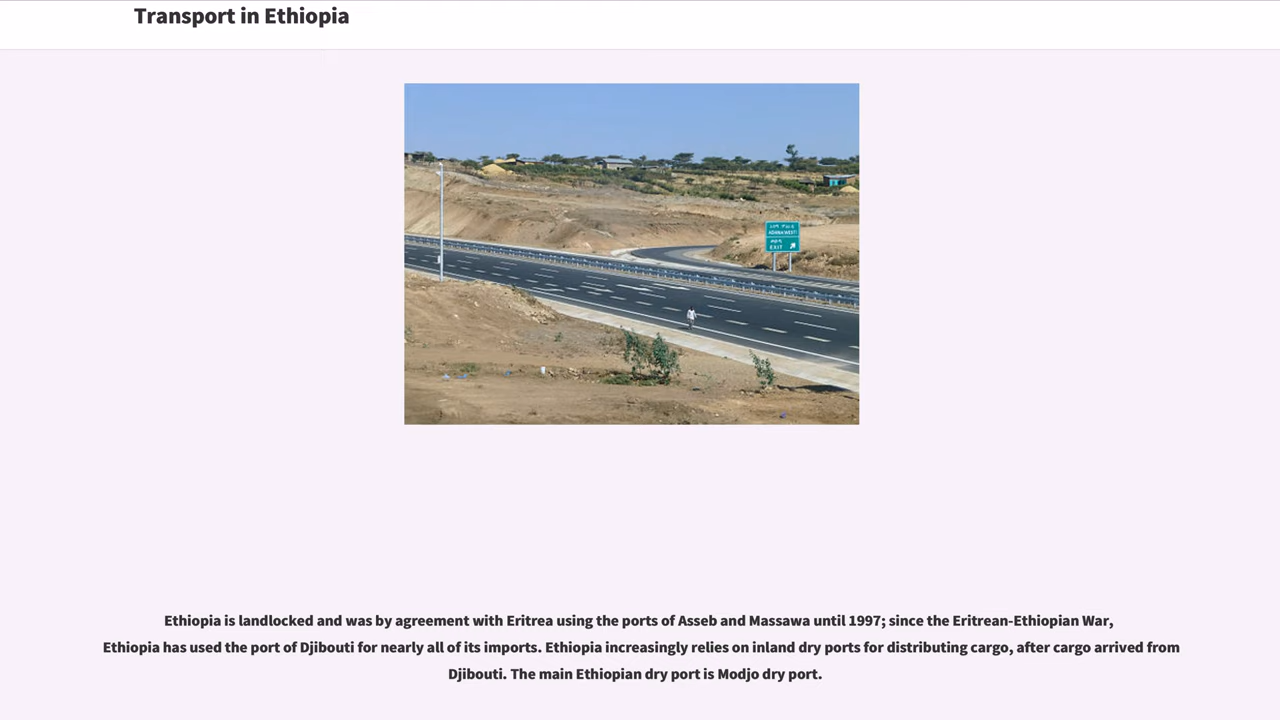 Transport in Ethiopia
ADAMA WEST
EXIT
Ethiopia is landlocked and was by agreement with Eritrea using the ports of Asseb and Massawa until 1997; since the Eritrean-Ethiopian War,
Ethiopia has used the port of Djibouti for nearly all of its imports. Ethiopia increasingly relies on inland dry ports for distributing cargo, after cargo arrived from
Djibouti. The main Ethiopian dry port is Modjo dry port.